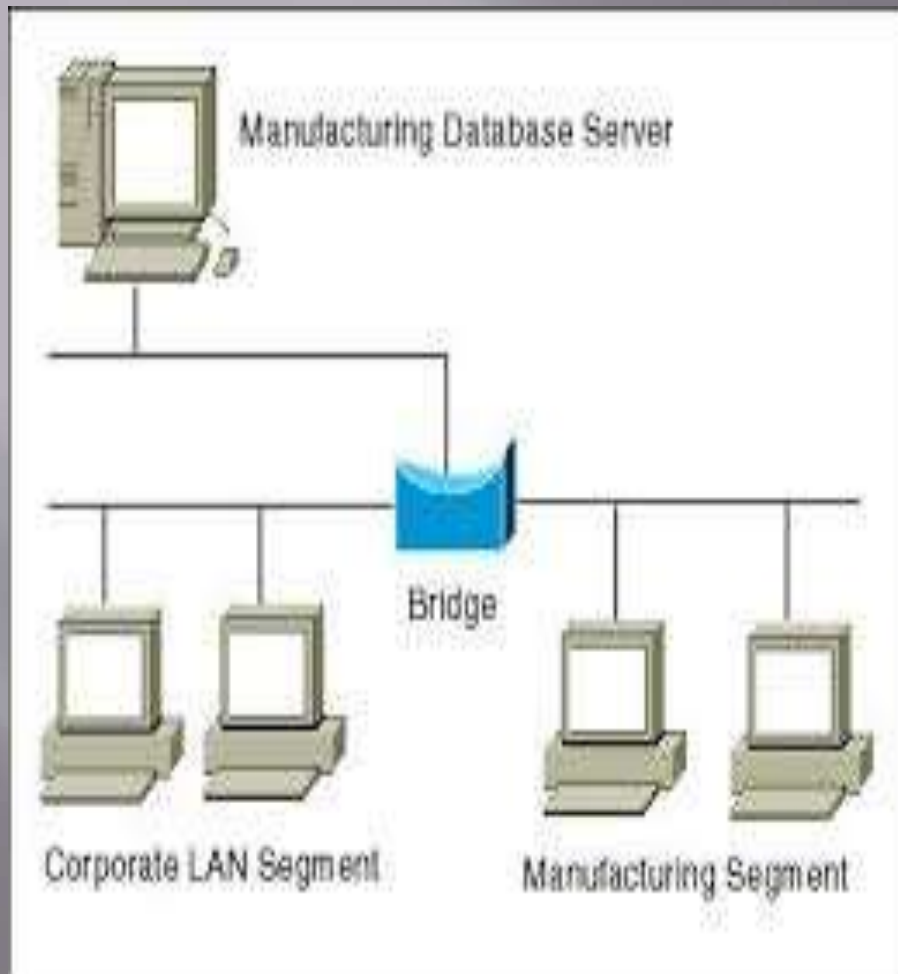 Manufacturing Database Server
Bridge
Corporate LAN Segment
Manufacturing Segment